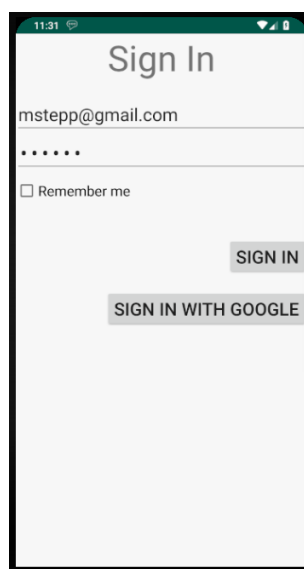 11:31
Sign In
mstepp@gmail.com
••••••
Remember me
SIGN IN
SIGN IN WITH GOOGLE